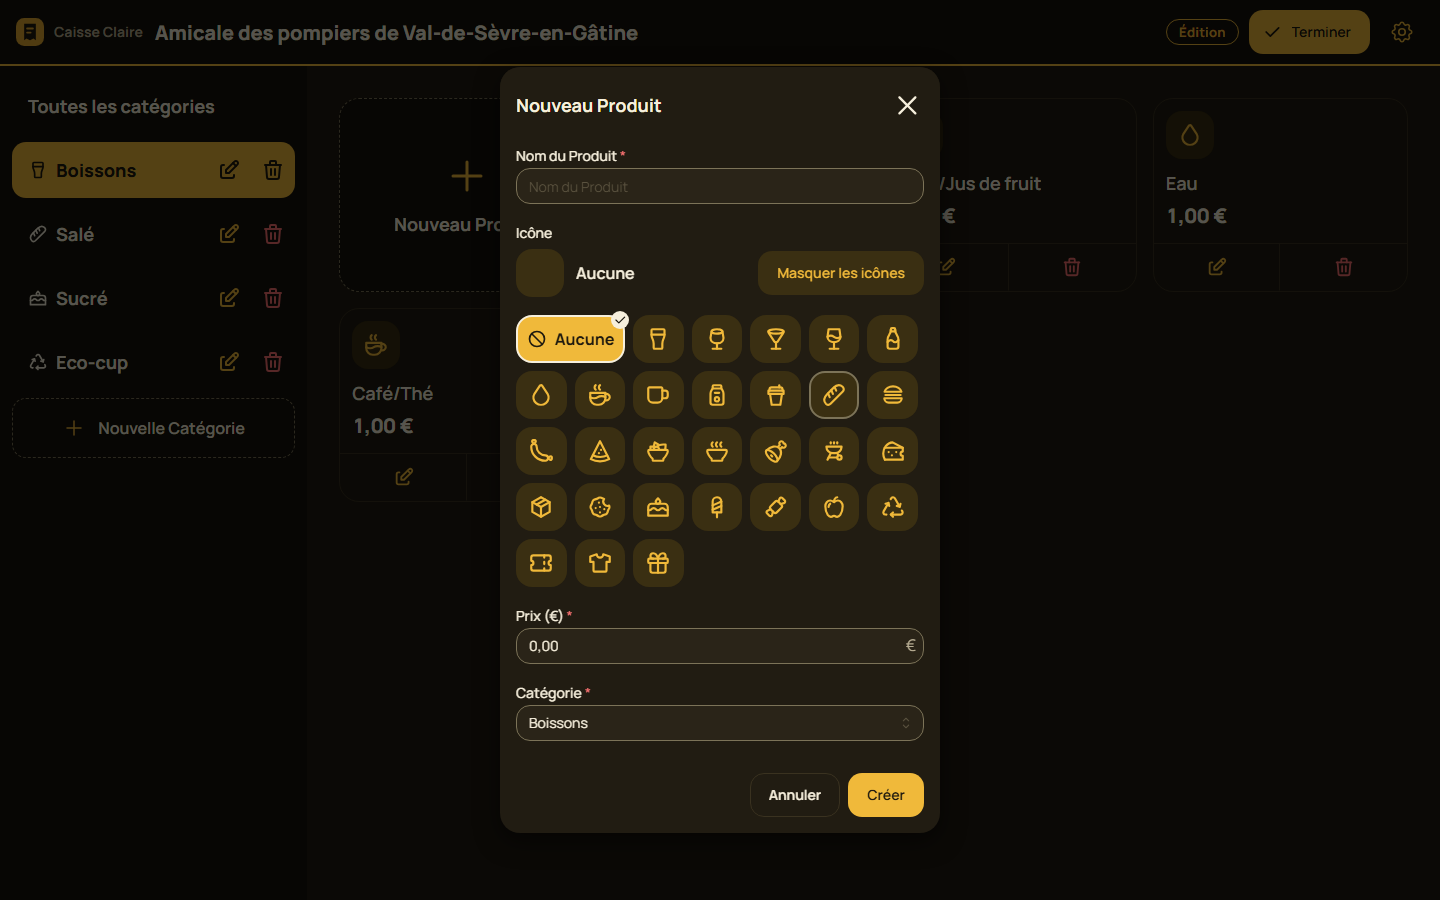 Caisse Claire
Amicale des pompiers de Val-de-Sèvre-en-Gâtine
Édition
Terminer
Toutes les catégories
Boissons
Salé
Sucré
Eco-cup
Nouvelle Catégorie
Nouveau Pro
/Jus de fruit
€
Eau
1,00 €
Café/Thé
1,00 €
Nouveau Produit
Nom du Produit *
Nom du Produit
Icône
Aucune
Masquer les icônes
Aucune
Prix (€) *
0,00 €
Catégorie *
Boissons
Annuler
Créer